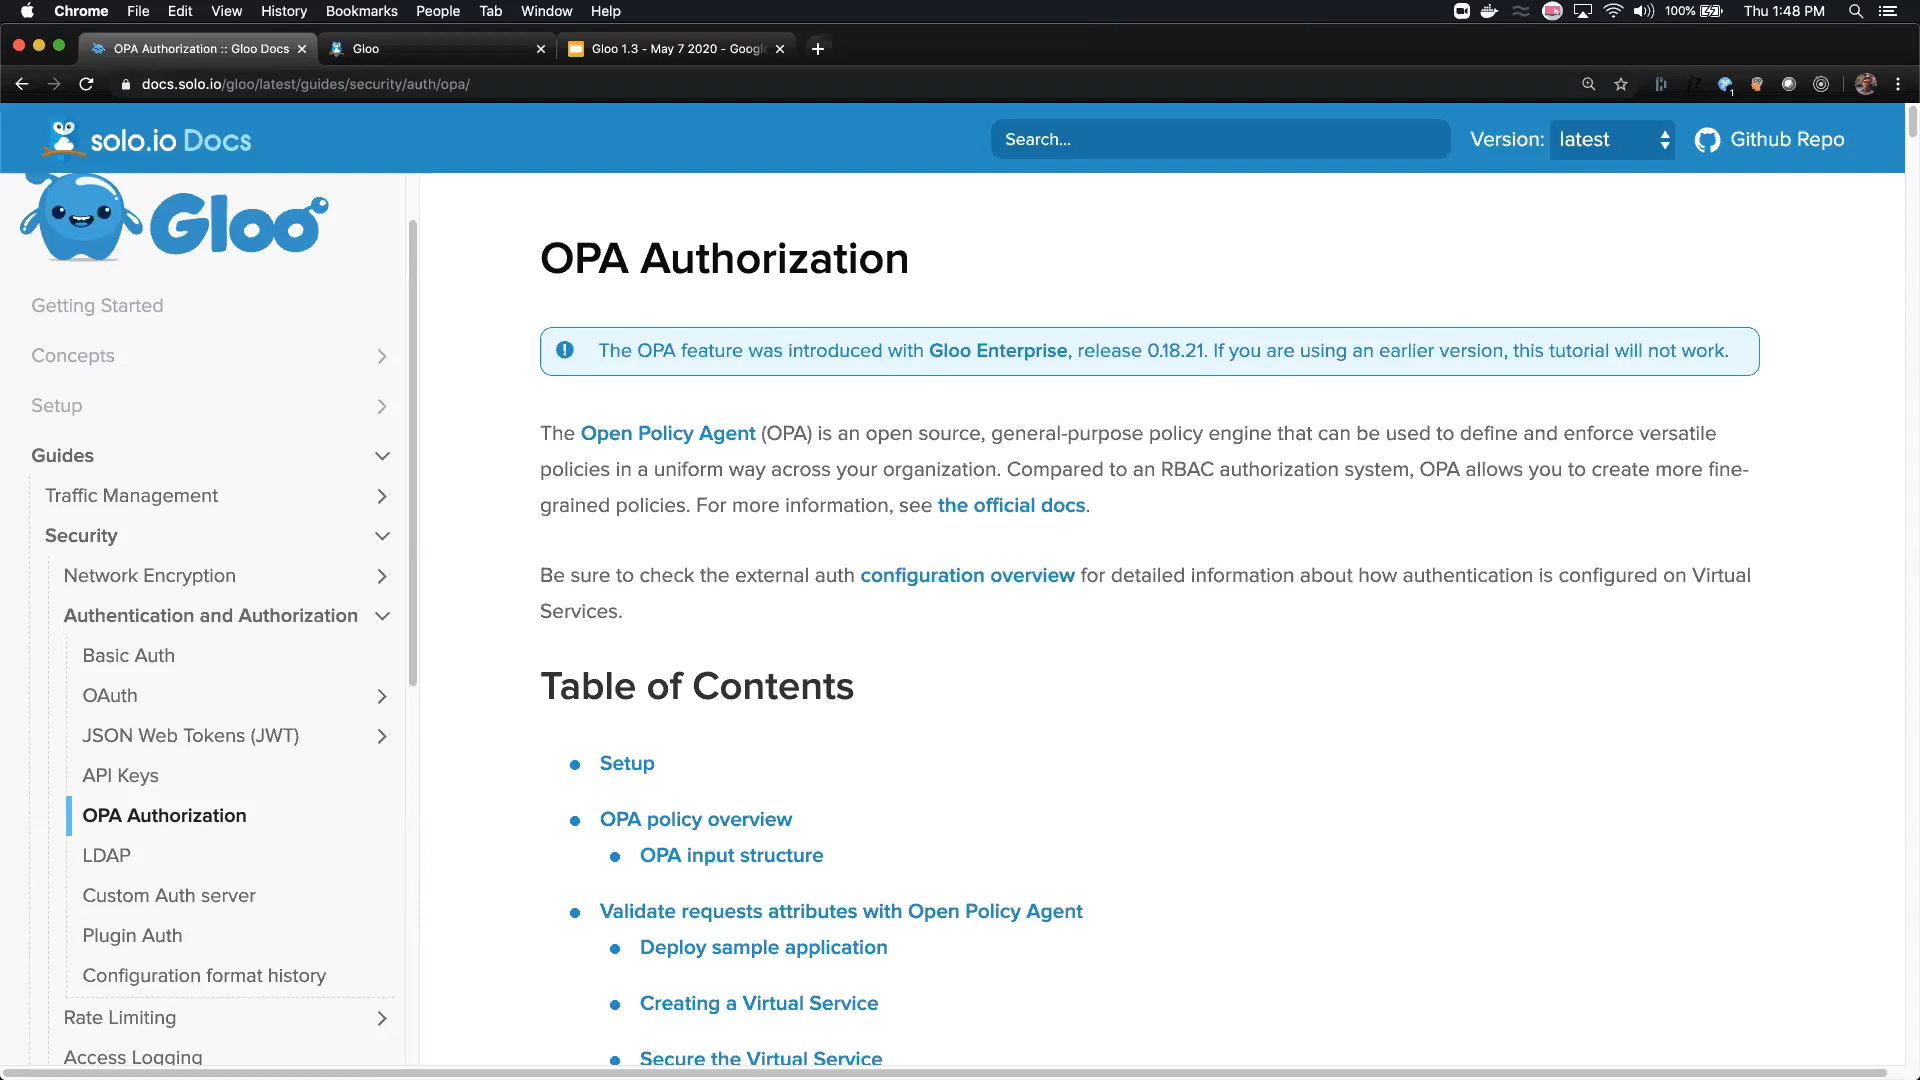 Chrome File Edit View History Bookmarks People Tab Window Help 100% Thu 1:48 PM
OPA Authorization :: Gloo Docs Gloo Gloo 1.3 - May 7 2020 - Googl
docs.solo.io/gloo/latest/guides/security/auth/opa/
solo.io Docs Search... Version: latest Github Repo
Gloo
Getting Started
Concepts
Setup
Guides
Traffic Management
Security
Network Encryption
Authentication and Authorization
Basic Auth
OAuth
JSON Web Tokens (JWT)
API Keys
OPA Authorization
LDAP
Custom Auth server
Plugin Auth
Configuration format history
Rate Limiting
Access Logging
OPA Authorization
The OPA feature was introduced with Gloo Enterprise, release 0.18.21. If you are using an earlier version, this tutorial will not work.
The Open Policy Agent (OPA) is an open source, general-purpose policy engine that can be used to define and enforce versatile
policies in a uniform way across your organization. Compared to an RBAC authorization system, OPA allows you to create more fine-
grained policies. For more information, see the official docs.
Be sure to check the external auth configuration overview for detailed information about how authentication is configured on Virtual
Services.
Table of Contents
Setup
OPA policy overview
OPA input structure
Validate requests attributes with Open Policy Agent
Deploy sample application
Creating a Virtual Service
Secure the Virtual Service